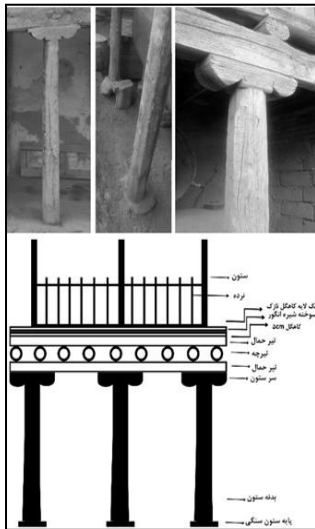 ستون
نرده
یک لایه کاهگل نازک
سوخته شیره انگور
کاهگل 5cm
تیر حمال
تیرچه
تیر حمال
سر ستون
بدنه ستون
پایه ستون سنگی